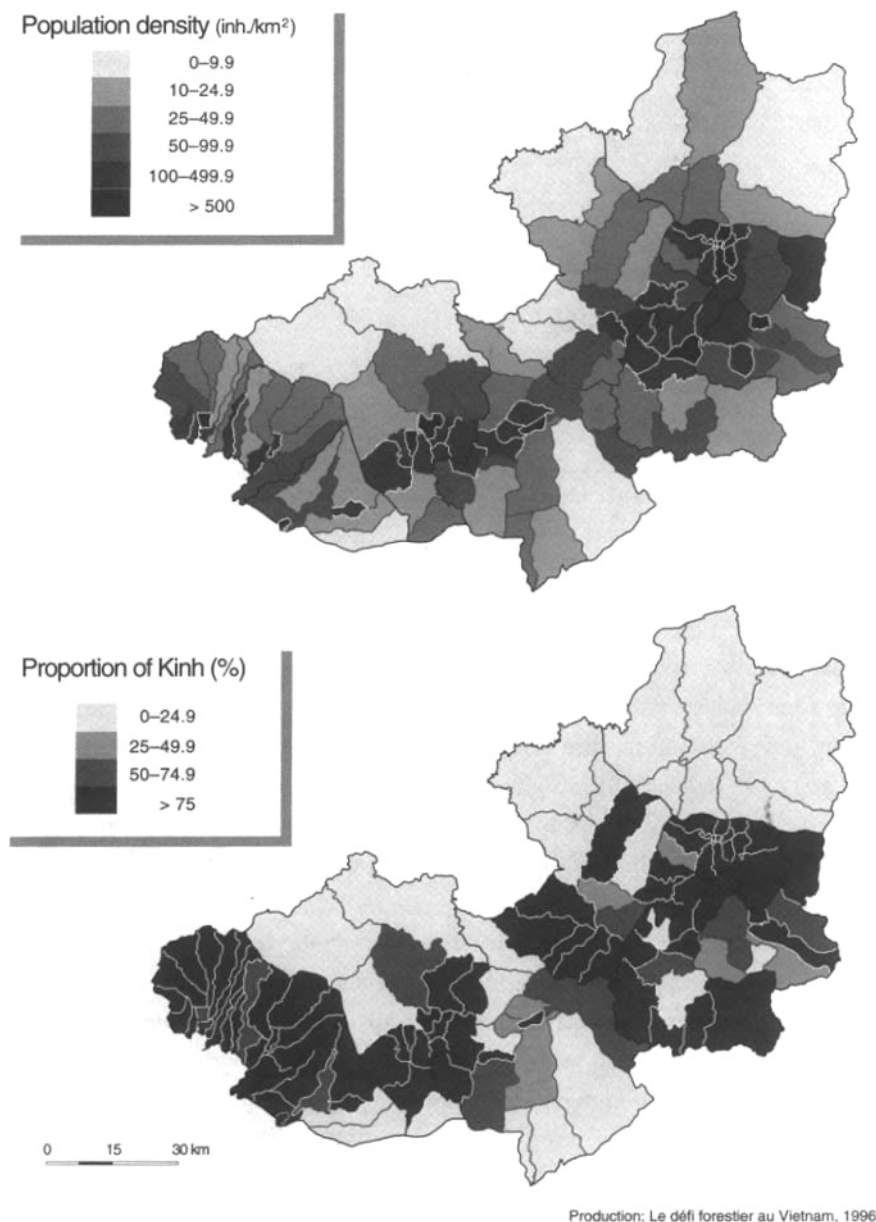 Population density (inh./km²)
0–9.9
10–24.9
25–49.9
50–99.9
100–499.9
> 500
Proportion of Kinh (%)
0–24.9
25–49.9
50–74.9
> 75
0 15 30 km
Production: Le défi forestier au Vietnam, 1996